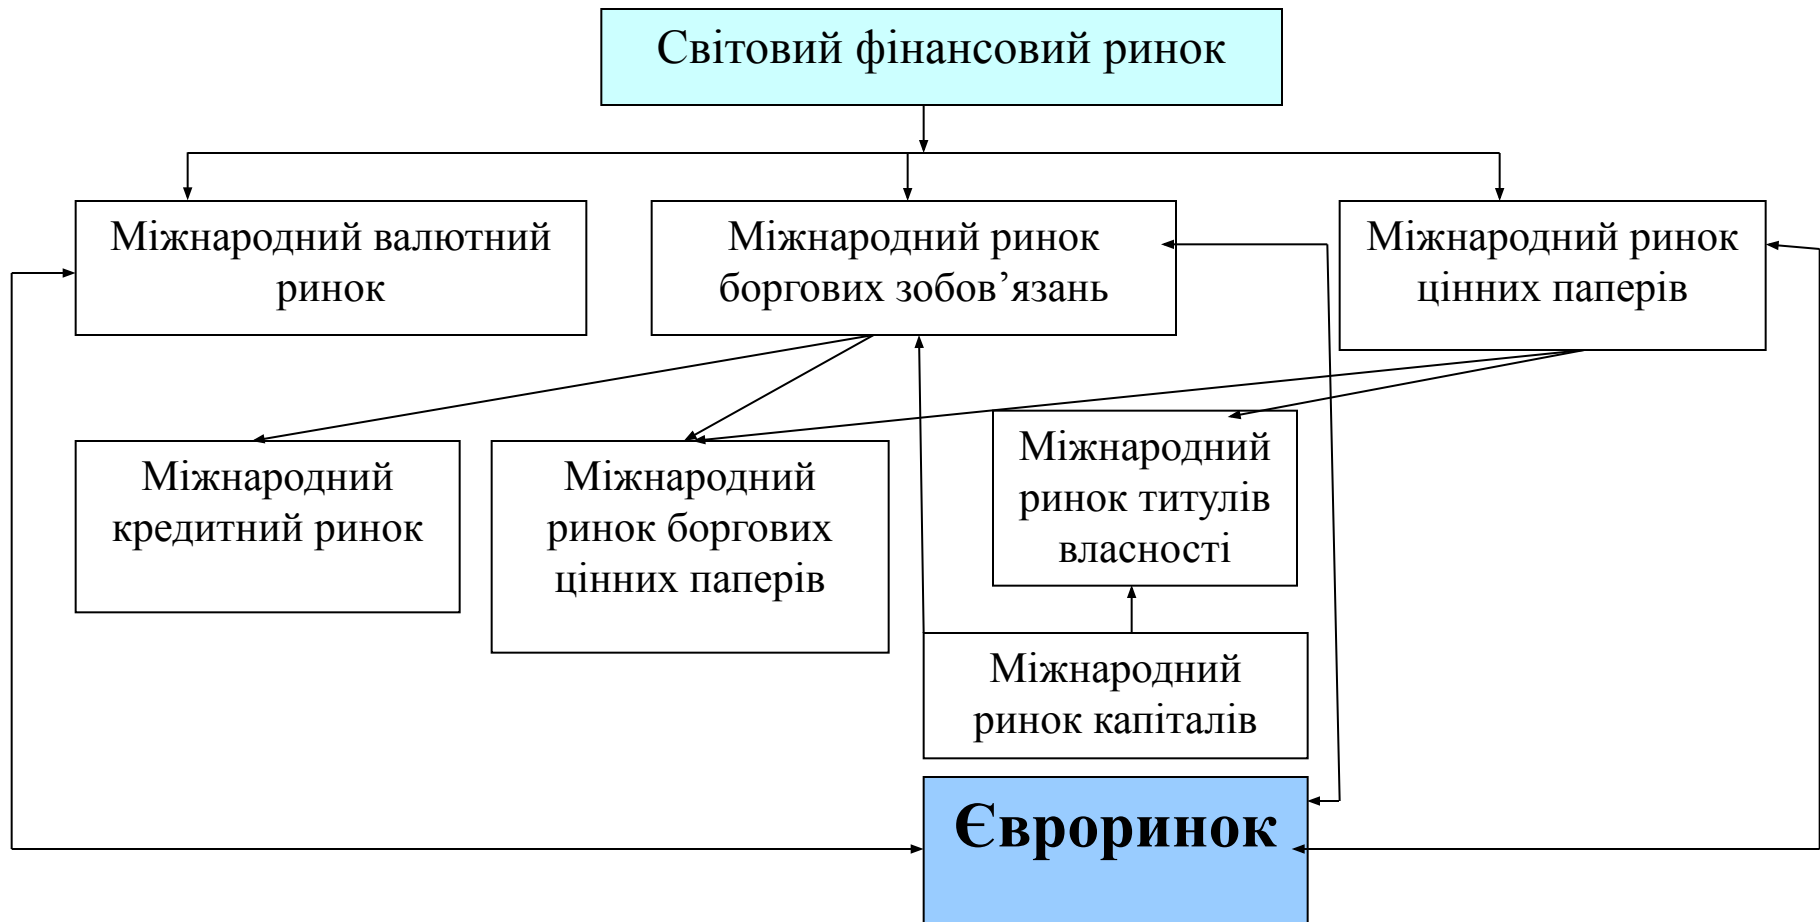 Світовий фінансовий ринок
Міжнародний валютний
ринок
Міжнародний ринок
боргових зобов’язань
Міжнародний ринок
цінних паперів
Міжнародний
кредитний ринок
Міжнародний
ринок боргових
цінних паперів
Міжнародний
ринок титулів
власності
Міжнародний
ринок капіталів
Євроринок